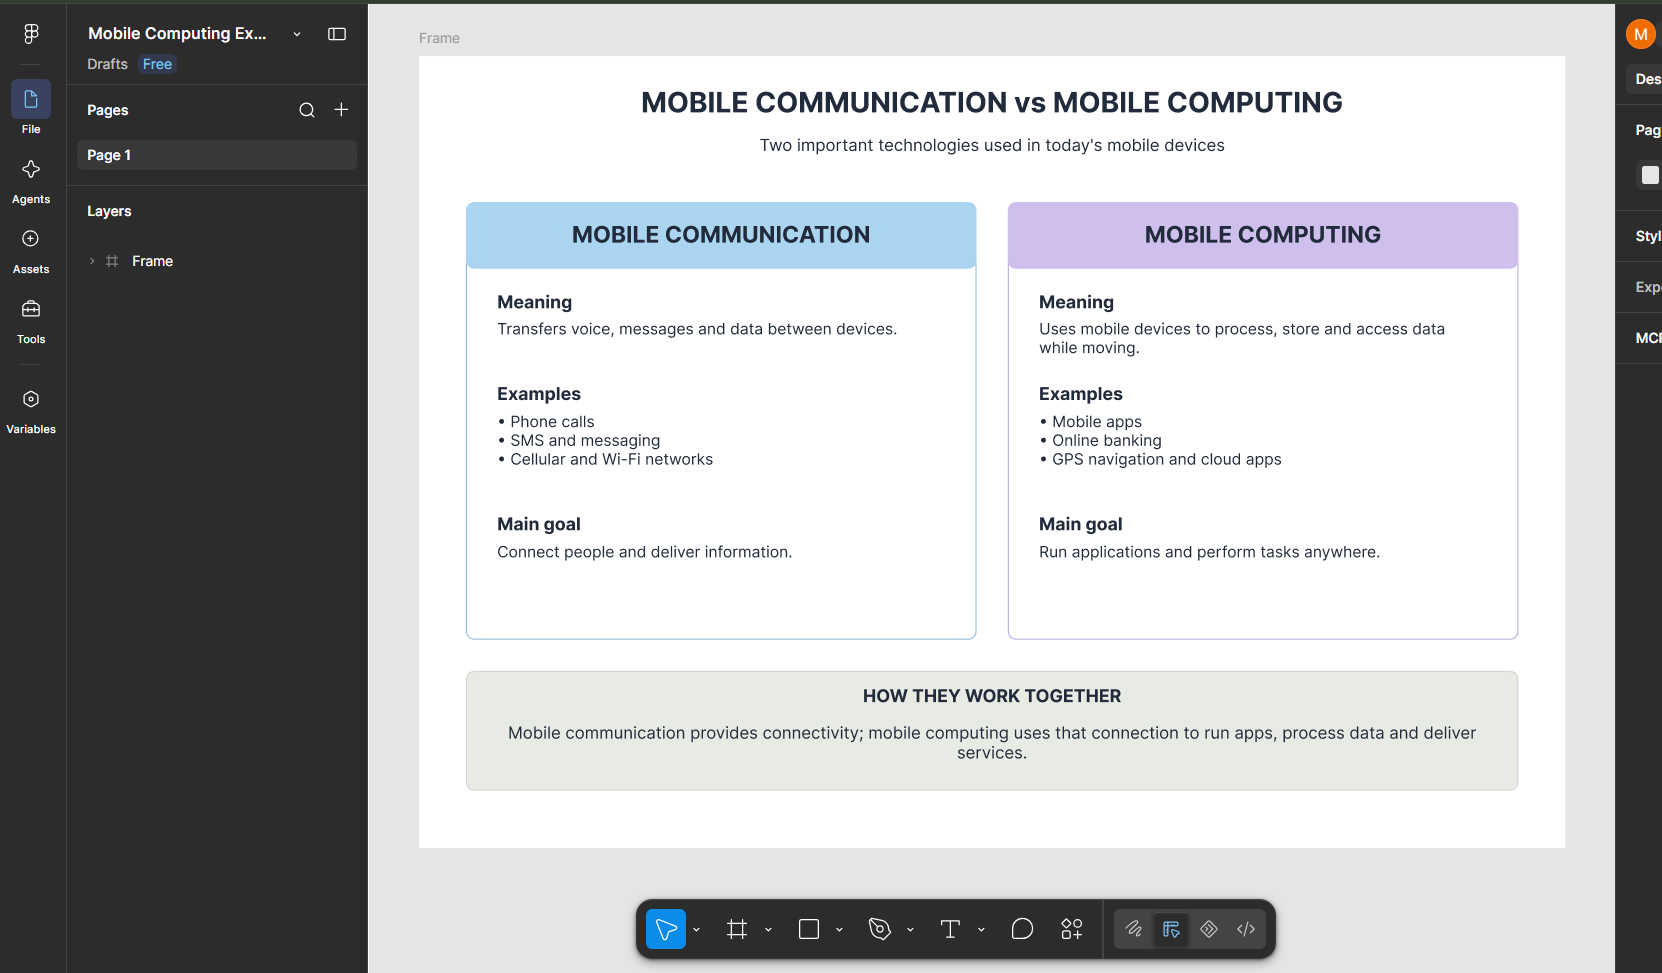 Mobile Computing Ex...
Drafts Free
File
Pages
Page 1
Agents
Layers
Assets
Frame
Tools
Variables
Frame
MOBILE COMMUNICATION vs MOBILE COMPUTING
Two important technologies used in today's mobile devices
MOBILE COMMUNICATION
Meaning
Transfers voice, messages and data between devices.
Examples
• Phone calls
• SMS and messaging
• Cellular and Wi-Fi networks
Main goal
Connect people and deliver information.
MOBILE COMPUTING
Meaning
Uses mobile devices to process, store and access data
while moving.
Examples
• Mobile apps
• Online banking
• GPS navigation and cloud apps
Main goal
Run applications and perform tasks anywhere.
HOW THEY WORK TOGETHER
Mobile communication provides connectivity; mobile computing uses that connection to run apps, process data and deliver
services.
M
Des
Pag
Styl
Expo
MCP